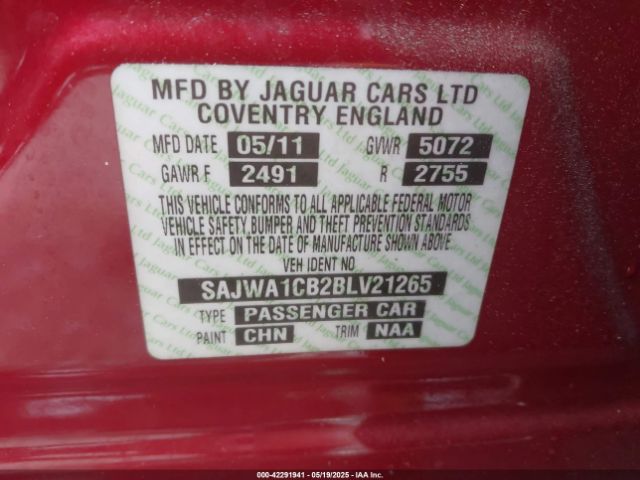 MFD BY JAGUAR CARS LTD
COVENTRY ENGLAND
MFD DATE 05/11 GVWR 5072
GAWR F 2491 R 2755
THIS VEHICLE CONFORMS TO ALL APPLICABLE FEDERAL MOTOR
VEHICLE SAFETY, BUMPER AND THEFT PREVENTION STANDARDS
IN EFFECT ON THE DATE OF MANUFACTURE SHOWN ABOVE.
VEH IDENT NO
SAJWA1CB2BLV21265
TYPE PASSENGER CAR
PAINT CHN TRIM NAA
000-42291941 - 05/19/2025 - IAA Inc.